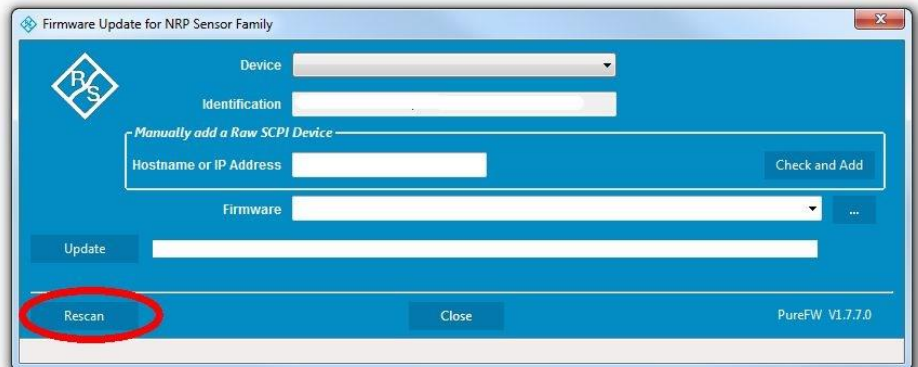 Firmware Update for NRP Sensor Family
R
S
Device
Identification
Manually add a Raw SCPI Device
Hostname or IP Address
Check and Add
Firmware
...
Update
Rescan
Close
PureFW V1.7.7.0